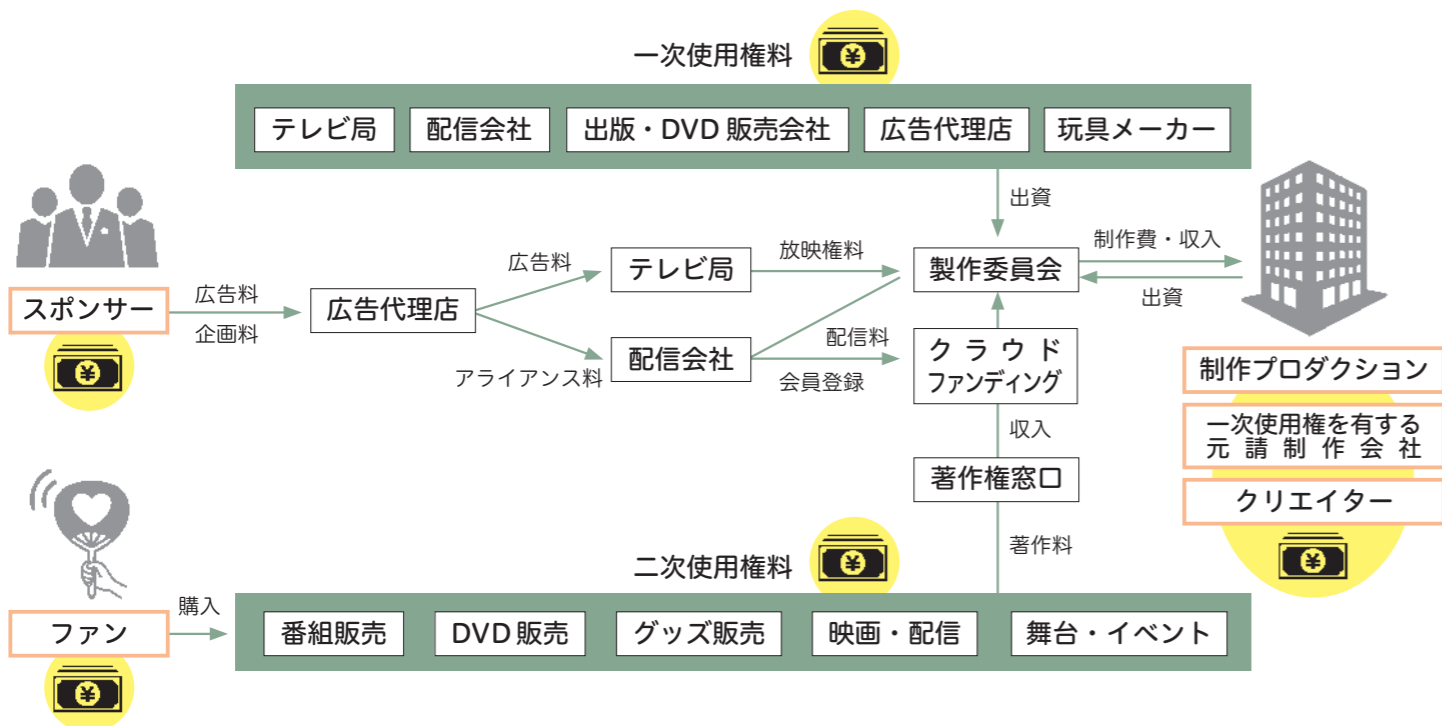 一次使用権料
テレビ局
配信会社
出版・DVD 販売会社
広告代理店
玩具メーカー
出資
スポンサー
広告料
企画料
広告代理店
広告料
アライアンス料
テレビ局
放映権料
配信会社
配信料
会員登録
製作委員会
制作費・収入
出資
クラウド
ファンディング
収入
著作権窓口
著作料
制作プロダクション
一次使用権を有する
元請制作会社
クリエイター
二次使用権料
ファン
購入
番組販売
DVD 販売
グッズ販売
映画・配信
舞台・イベント